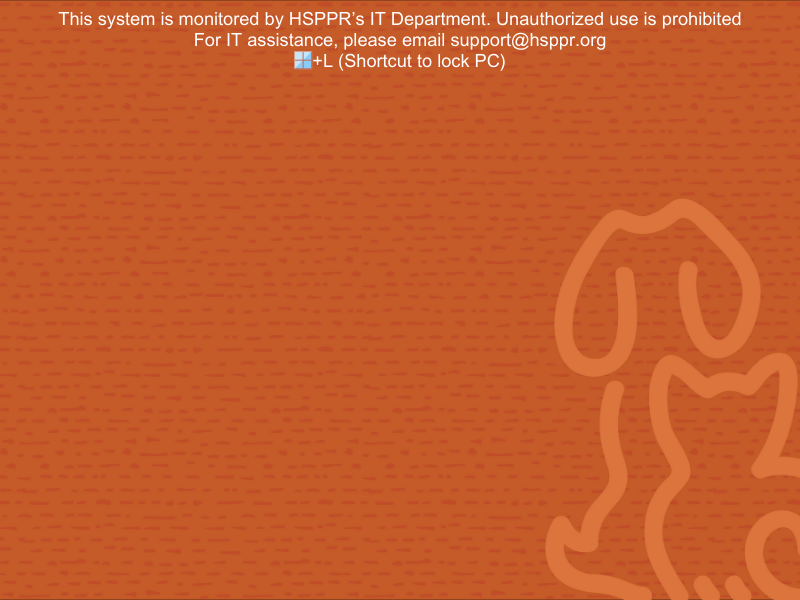 This system is monitored by HSPPR’s IT Department. Unauthorized use is prohibited
For IT assistance, please email support@hsppr.org
+L (Shortcut to lock PC)